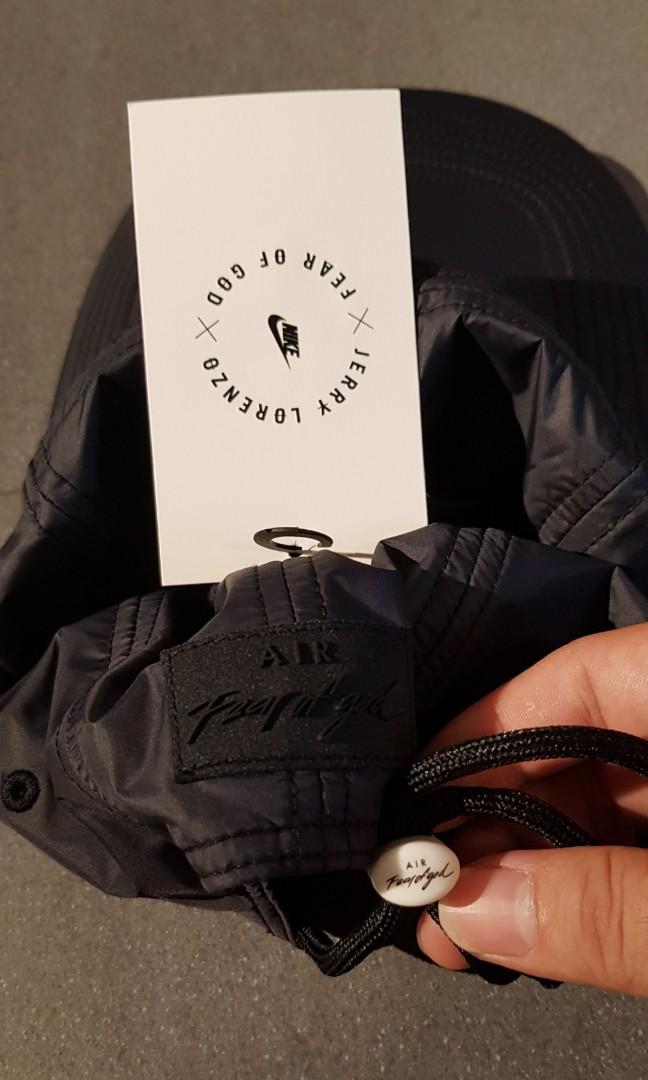 FEAR OF GOD
× JERRY LORENZO ×
NIKE
AIR
Fear of god
AIR
Fear of god